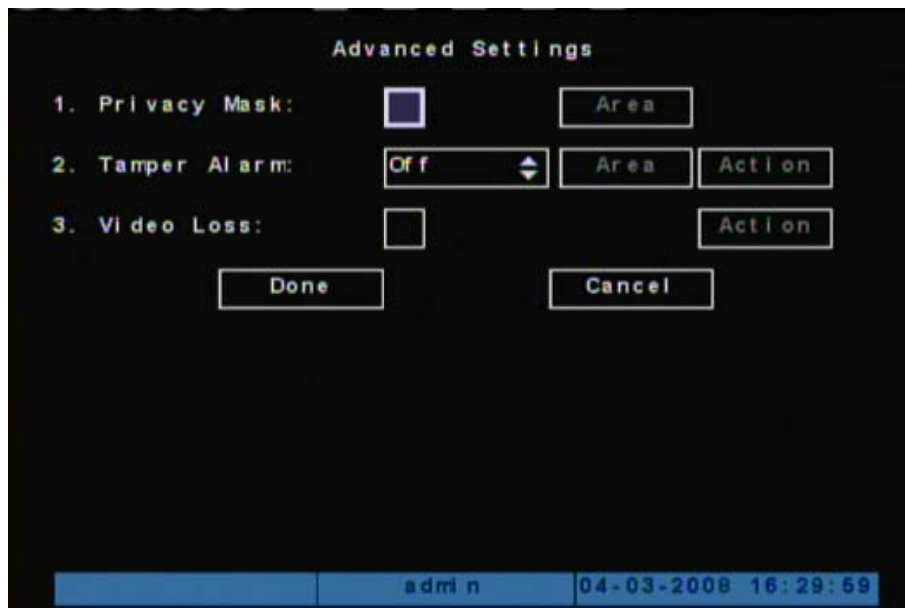 Advanced Settings
1. Privacy Mask: Area
2. Tamper Alarm: Off Area Action
3. Video Loss: Action
Done Cancel
admin 04-03-2008 16:29:59